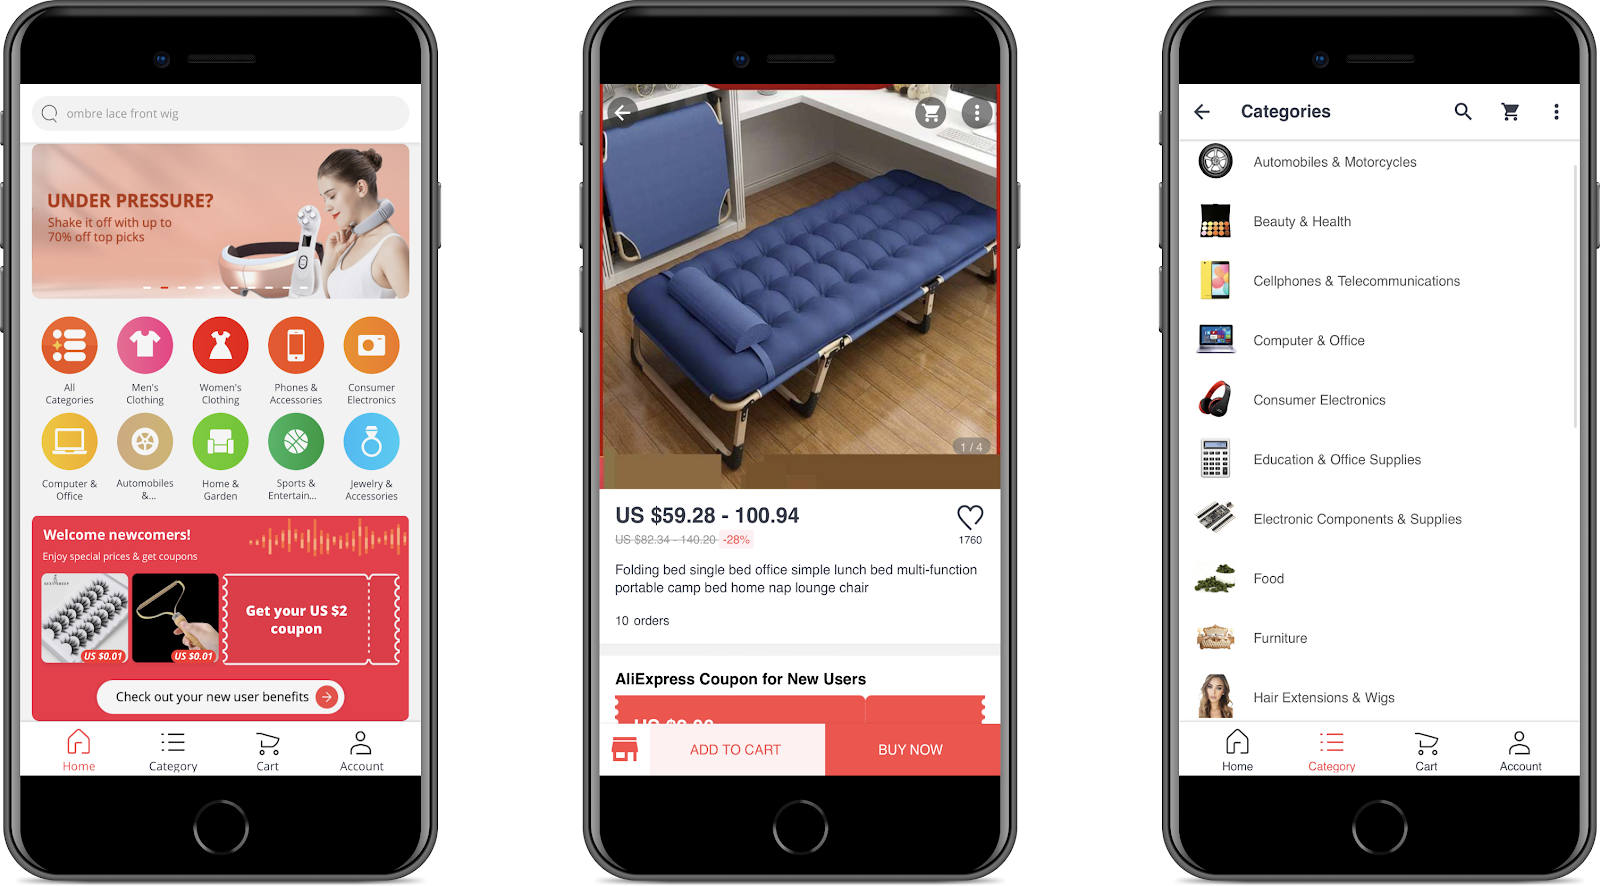 ombre lace front wig
UNDER PRESSURE?
Shake it off with up to
70% off top picks
All
Categories
Men's
Clothing
Women's
Clothing
Phones &
Accessories
Consumer
Electronics
Computer &
Office
Automobiles
&...
Home &
Garden
Sports &
Entertain...
Jewelry &
Accessories
Welcome newcomers!
Enjoy special prices & get coupons
US $0.01
US $0.01
Get your US $2
coupon
Check out your new user benefits
Home
Category
Cart
Account
1 / 4
US $59.28 - 100.94
US $82.34 - 140.20 -28%
1760
Folding bed single bed office simple lunch bed multi-function
portable camp bed home nap lounge chair
10 orders
AliExpress Coupon for New Users
ADD TO CART
BUY NOW
Categories
Automobiles & Motorcycles
Beauty & Health
Cellphones & Telecommunications
Computer & Office
Consumer Electronics
Education & Office Supplies
Electronic Components & Supplies
Food
Furniture
Hair Extensions & Wigs
Home
Category
Cart
Account